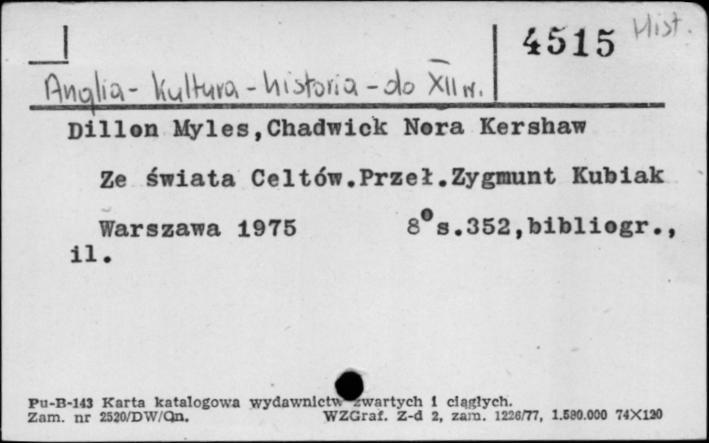 4515 Hist.
Anglia - Kultura - historia - do XII w.
Dillon Myles,Chadwick Nora Kershaw
Ze świata Celtów.Przeł.Zygmunt Kubiak
Warszawa 1975 8° s.352,bibliogr.,
il.
Pu-B-143 Karta katalogowa wydawnictw zwartych i ciągłych.
Zam. nr 2520/DW/Qn. WZGraf. Z-d 2, zam. 1226/77, 1.580.000 74X120